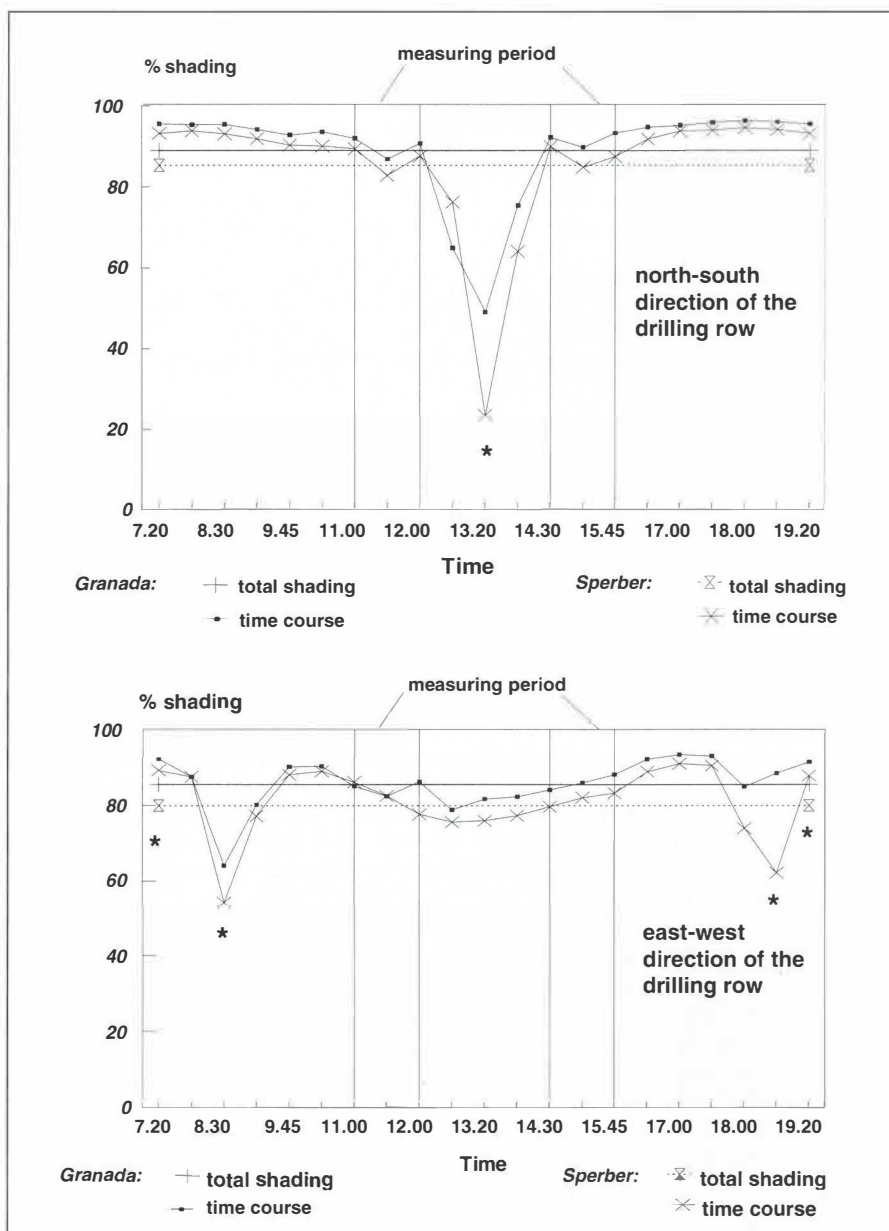 measuring period
% shading
100
80
60
40
20
0
north-south
direction of the
drilling row
*
7.20 8.30 9.45 11.00 12.00 13.20 14.30 15.45 17.00 18.00 19.20
Time
Granada: total shading Sperber: total shading
time course time course
measuring period
% shading
100
80
60
40
20
0
* * * *
east-west
direction of the
drilling row
7.20 8.30 9.45 11.00 12.00 13.20 14.30 15.45 17.00 18.00 19.20
Time
Granada: total shading Sperber: total shading
time course time course